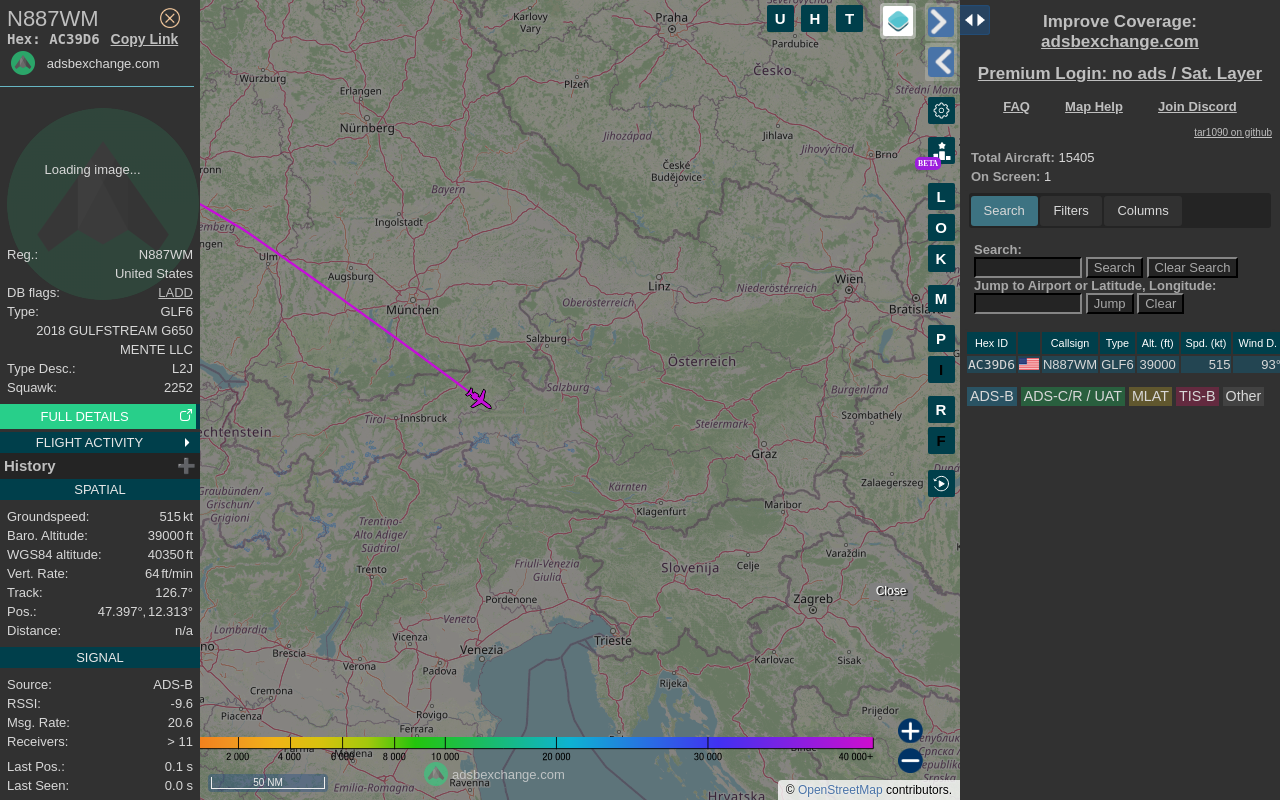 N887WM
Hex: AC39D6 Copy Link
adsbexchange.com
Loading image...
Reg.: N887WM
United States
DB flags: LADD
Type: GLF6
2018 GULFSTREAM G650
MENTE LLC
Type Desc.: L2J
Squawk: 2252
FULL DETAILS
FLIGHT ACTIVITY
History
SPATIAL
Groundspeed: 515 kt
Baro. Altitude: 39000 ft
WGS84 altitude: 40350 ft
Vert. Rate: 64 ft/min
Track: 126.7°
Pos.: 47.397°, 12.313°
Distance: n/a
SIGNAL
Source: ADS-B
RSSI: -9.6
Msg. Rate: 20.6
Receivers: > 11
Last Pos.: 0.1 s
Last Seen: 0.0 s
Karlovy
Vary
Praha
Pardubice
Česko
Plzeň
Wurzburg
Erlangen
Nürnberg
Jihozápad
Jihlava
Jihovýchod
Brno
České
Budějovice
Bayern
Ingolstadt
Ulm
Augsburg
München
Linz
Oberösterreich
Niederösterreich
Wien
Salzburg
Österreich
Salzburg
Burgenland
Szombathely
Tirol
Innsbruck
Steiermark
Graz
Zalaegerszeg
Graubünden/
Grischun/
Grigioni
Kärnten
Klagenfurt
Maribor
Trentino-
Alto Adige/
Südtirol
Trento
Friuli-Venezia
Giulia
Varaždin
Celje
Slovenija
Pordenone
Zagreb
Close
Lombardia
Veneto
Vicenza
Trieste
Brescia
Verona
Venezia
Padova
Karlovac
Sisak
Cremona
Rijeka
Piacenza
Rovigo
Prijedor
Ferrara
Parma
Modena
Ravenna
Emilia-Romagna
Hrvatska
2 000 4 000 6 000 8 000 10 000 20 000 30 000 40 000+
50 NM
adsbexchange.com
© OpenStreetMap contributors.
U H T
BETA
L
O
K
M
P
I
R
F
Improve Coverage:
adsbexchange.com
Premium Login: no ads / Sat. Layer
FAQ Map Help Join Discord
tar1090 on github
Total Aircraft: 15405
On Screen: 1
Search Filters Columns
Search:
Search Clear Search
Jump to Airport or Latitude, Longitude:
Jump Clear
Hex ID Callsign Type Alt. (ft) Spd. (kt) Wind D.
AC39D6 N887WM GLF6 39000 515 93°
ADS-B ADS-C/R / UAT MLAT TIS-B Other